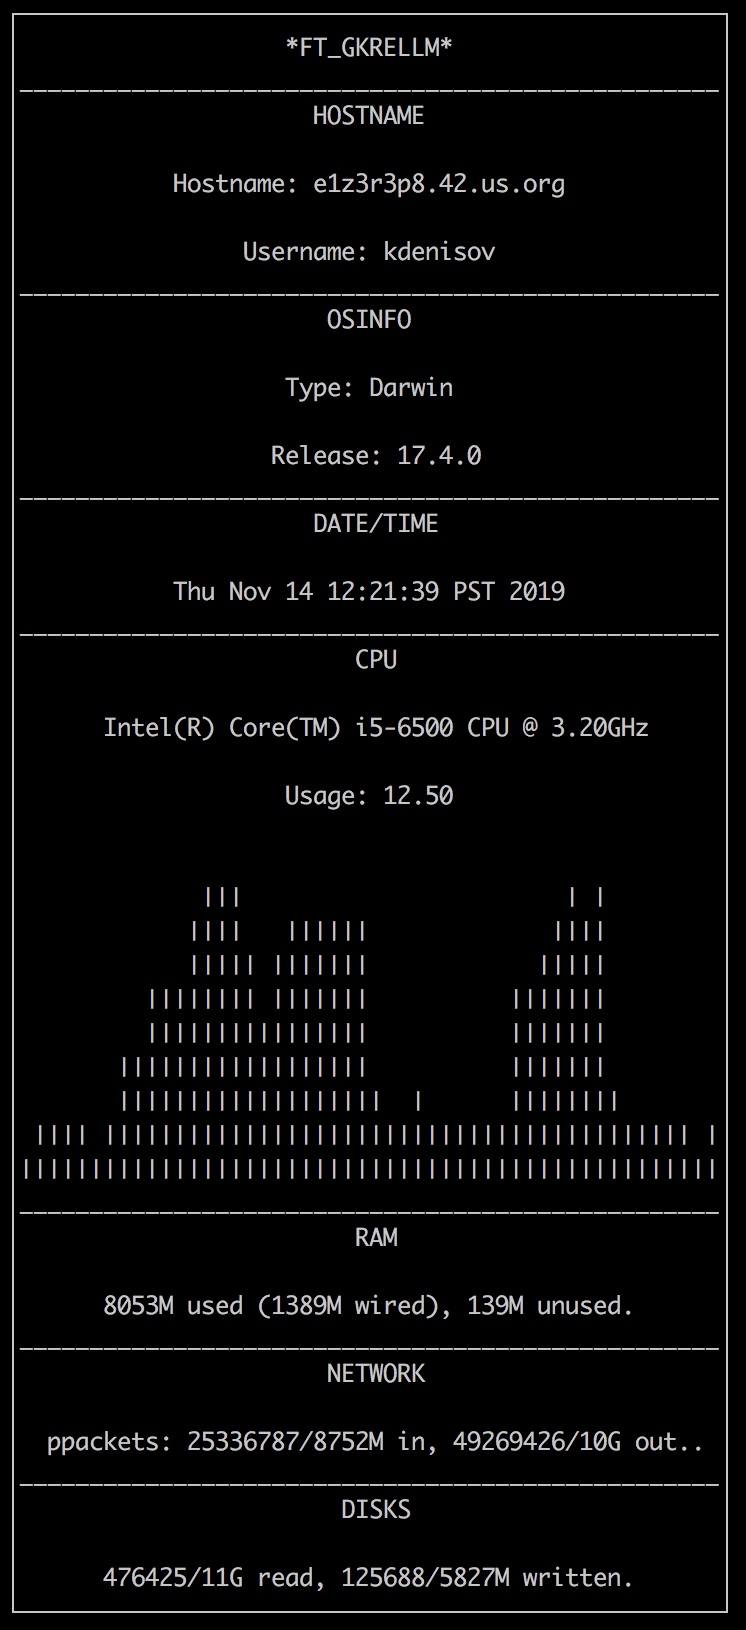 *FT_GKRELLM*
HOSTNAME
Hostname: e1z3r3p8.42.us.org
Username: kdenisov
OSINFO
Type: Darwin
Release: 17.4.0
DATE/TIME
Thu Nov 14 12:21:39 PST 2019
CPU
Intel(R) Core(TM) i5-6500 CPU @ 3.20GHz
Usage: 12.50
RAM
8053M used (1389M wired), 139M unused.
NETWORK
ppackets: 25336787/8752M in, 49269426/10G out..
DISKS
476425/11G read, 125688/5827M written.